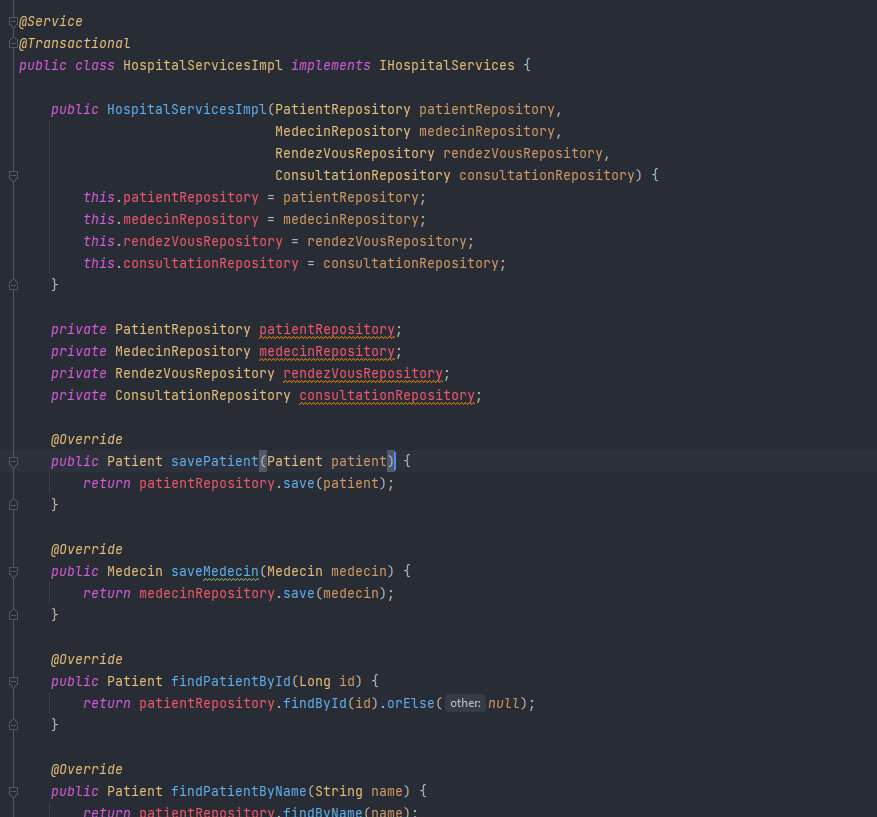 @Service
@Transactional
public class HospitalServicesImpl implements IHospitalServices {
public HospitalServicesImpl(PatientRepository patientRepository,
MedecinRepository medecinRepository,
RendezVousRepository rendezVousRepository,
ConsultationRepository consultationRepository) {
this.patientRepository = patientRepository;
this.medecinRepository = medecinRepository;
this.rendezVousRepository = rendezVousRepository;
this.consultationRepository = consultationRepository;
}
private PatientRepository patientRepository;
private MedecinRepository medecinRepository;
private RendezVousRepository rendezVousRepository;
private ConsultationRepository consultationRepository;
@Override
public Patient savePatient(Patient patient) {
return patientRepository.save(patient);
}
@Override
public Medecin saveMedecin(Medecin medecin) {
return medecinRepository.save(medecin);
}
@Override
public Patient findPatientById(Long id) {
return patientRepository.findById(id).orElse( other: null);
}
@Override
public Patient findPatientByName(String name) {
return patientRepository.findByName(name);